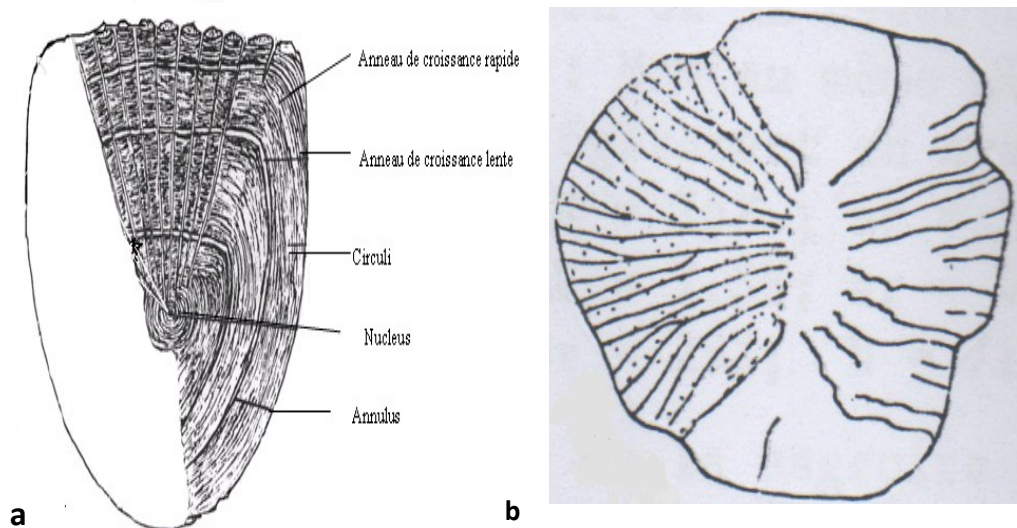 Anneau de croissance rapide
Anneau de croissance lente
Circuli
Nucleus
Annulus
a
b